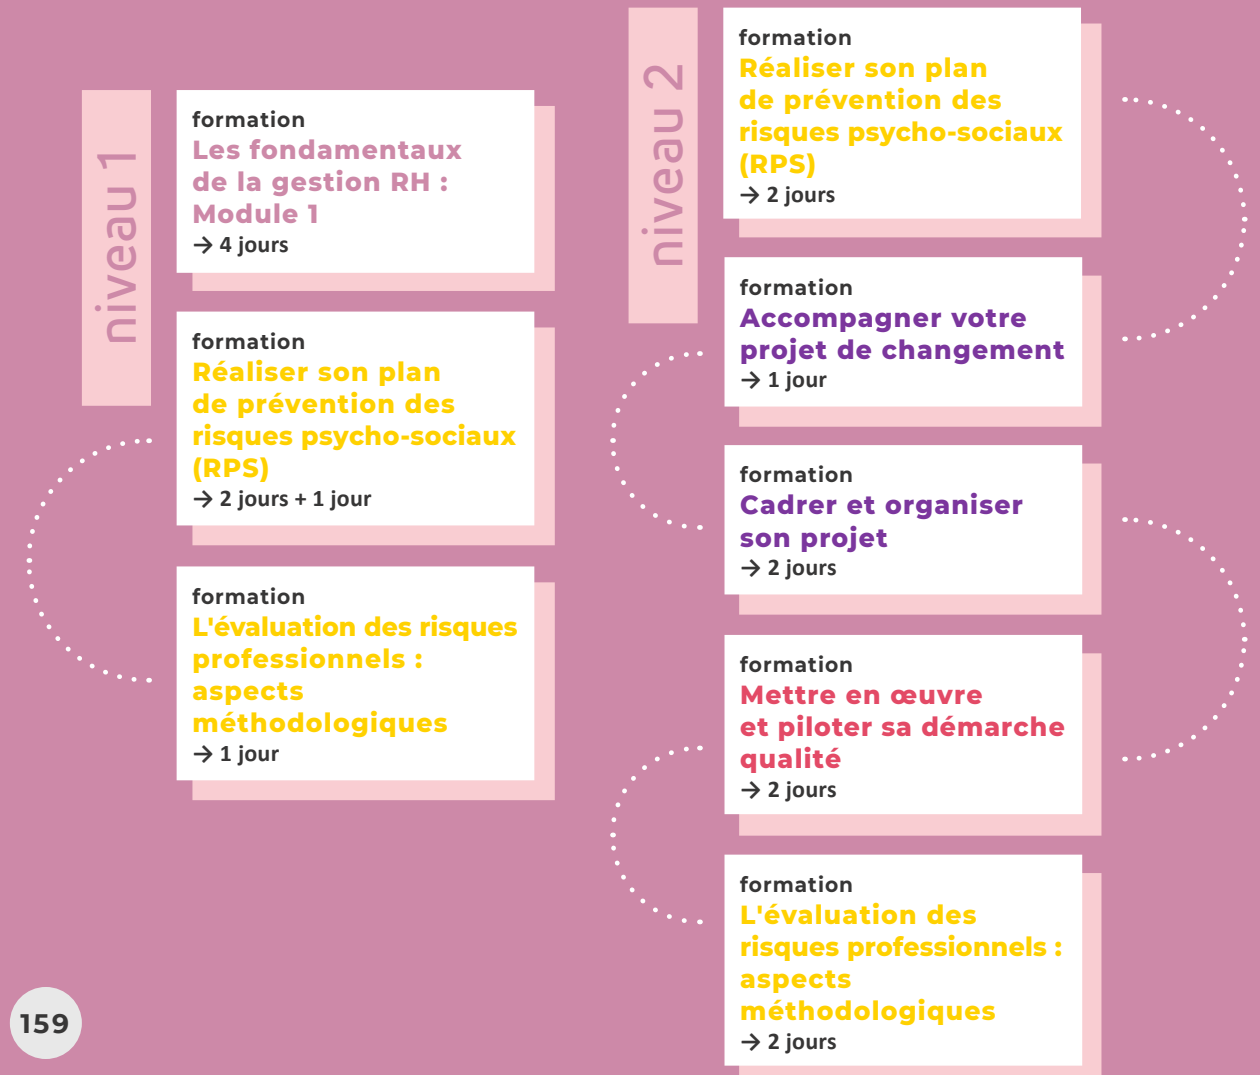 niveau 1
formation
Les fondamentaux
de la gestion RH :
Module 1
→ 4 jours
formation
Réaliser son plan
de prévention des
risques psycho-sociaux
(RPS)
→ 2 jours + 1 jour
formation
L'évaluation des risques
professionnels :
aspects
méthodologiques
→ 1 jour
niveau 2
formation
Réaliser son plan
de prévention des
risques psycho-sociaux
(RPS)
→ 2 jours
formation
Accompagner votre
projet de changement
→ 1 jour
formation
Cadrer et organiser
son projet
→ 2 jours
formation
Mettre en œuvre
et piloter sa démarche
qualité
→ 2 jours
formation
L'évaluation des
risques professionnels :
aspects
méthodologiques
→ 2 jours
159